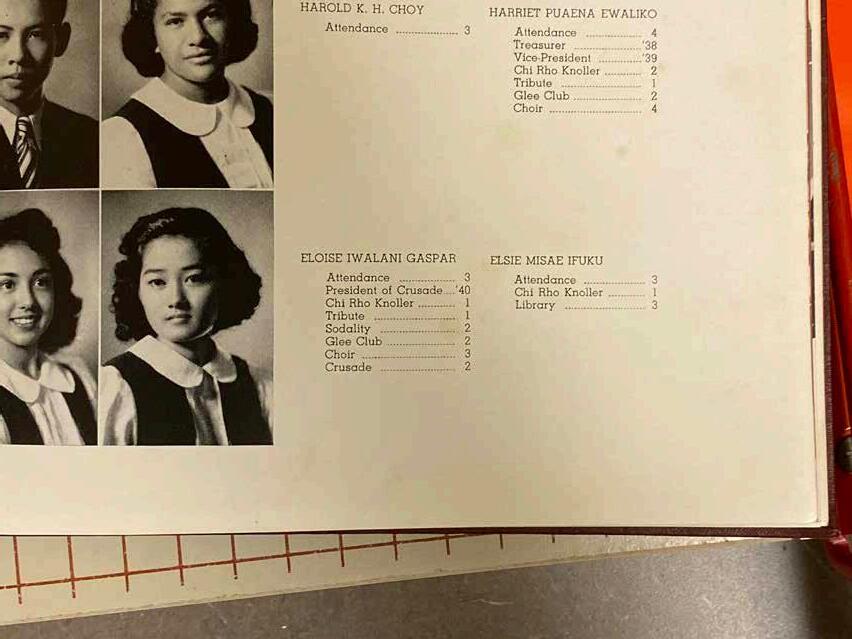 HAROLD K. H. CHOY
Attendance .................... 3
HARRIET PUAENA EWALIKO
Attendance .................... 4
Treasurer .................... '38
Vice-President .................... '39
Chi Rho Knoller .................... 2
Tribute .................... 1
Glee Club .................... 2
Choir .................... 4
ELOISE IWALANI GASPAR
Attendance .................... 3
President of Crusade.... '40
Chi Rho Knoller .................... 1
Tribute .................... 1
Sodality .................... 2
Glee Club .................... 2
Choir .................... 3
Crusade .................... 2
ELSIE MISAE IFUKU
Attendance .................... 3
Chi Rho Knoller .................... 1
Library .................... 3